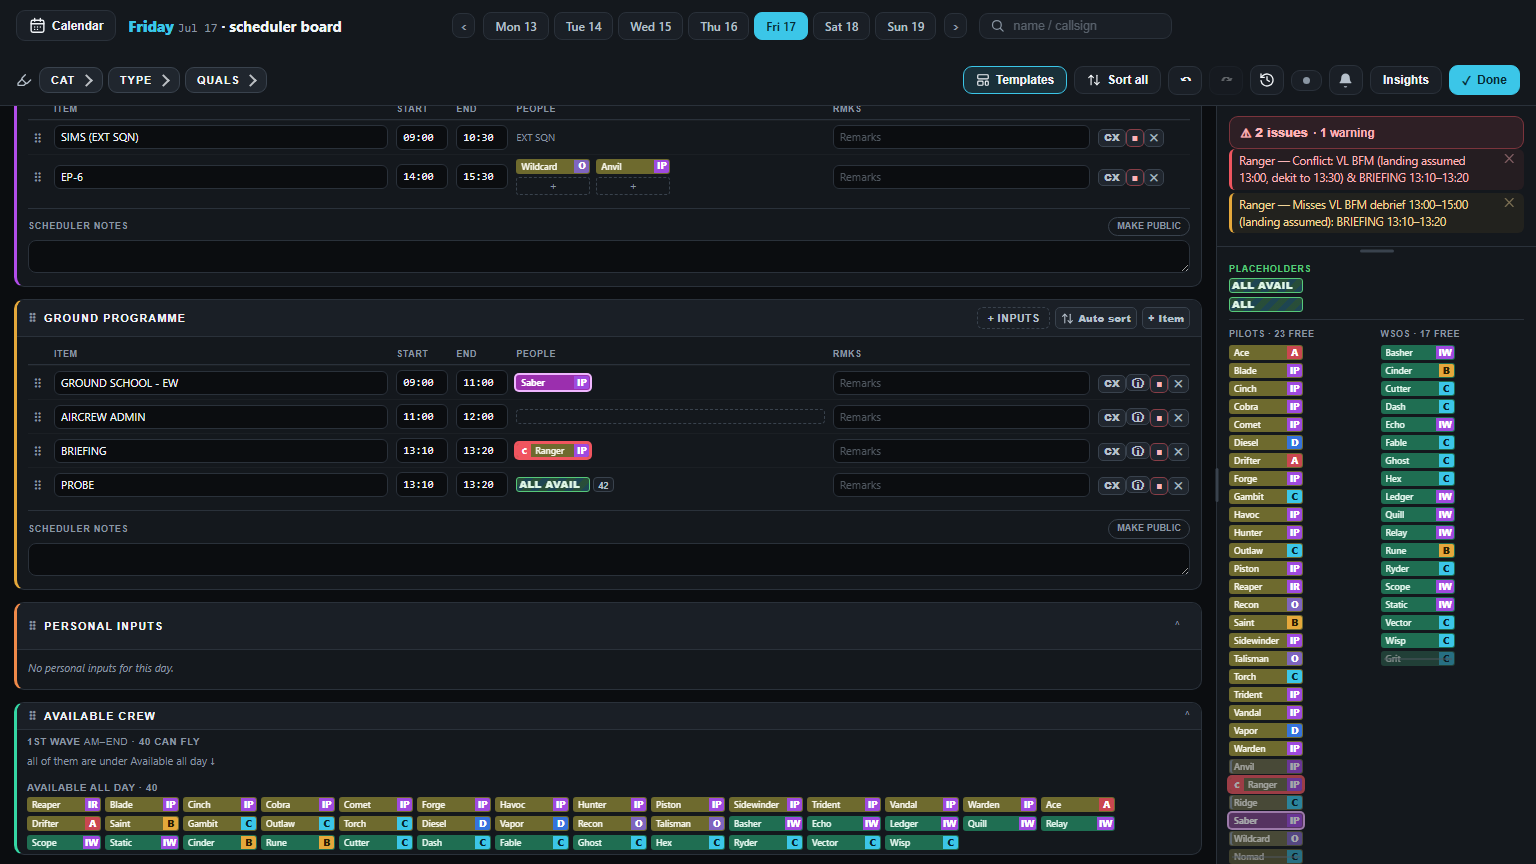 Calendar
Friday Jul 17 · scheduler board
‹ Mon 13 Tue 14 Wed 15 Thu 16 Fri 17 Sat 18 Sun 19 ›
name / callsign
CAT TYPE QUALS
Templates Sort all Insights ✓ Done
ITEM START END PEOPLE RMKS
SIMS (EXT SQN) 09:00 10:30 EXT SQN Remarks CX ✕
EP-6 14:00 15:30 Wildcard O Anvil IP Remarks CX ✕
+ +
SCHEDULER NOTES MAKE PUBLIC
GROUND PROGRAMME + INPUTS Auto sort + Item
ITEM START END PEOPLE RMKS
GROUND SCHOOL - EW 09:00 11:00 Saber IP Remarks CX ✕
AIRCREW ADMIN 11:00 12:00 Remarks CX ✕
BRIEFING 13:10 13:20 c Ranger IP Remarks CX ✕
PROBE 13:10 13:20 ALL AVAIL 42 Remarks CX ✕
SCHEDULER NOTES MAKE PUBLIC
PERSONAL INPUTS
No personal inputs for this day.
AVAILABLE CREW
1ST WAVE AM–END · 40 CAN FLY
all of them are under Available all day ↓
AVAILABLE ALL DAY · 40
Reaper IR Blade IP Cinch IP Cobra IP Comet IP Forge IP Havoc IP Hunter IP Piston IP Sidewinder IP Trident IP Vandal IP Warden IP Ace A
Drifter A Saint B Gambit C Outlaw C Torch C Diesel D Vapor D Recon O Talisman O Basher IW Echo IW Ledger IW Quill IW Relay IW
Scope IW Static IW Cinder B Rune B Cutter C Dash C Fable C Ghost C Hex C Ryder C Vector C Wisp C
⚠ 2 issues · 1 warning
Ranger — Conflict: VL BFM (landing assumed
13:00, dekit to 13:30) & BRIEFING 13:10–13:20
Ranger — Misses VL BFM debrief 13:00–15:00
(landing assumed): BRIEFING 13:10–13:20
PLACEHOLDERS
ALL AVAIL
ALL
PILOTS · 23 FREE
Ace A
Blade IP
Cinch IP
Cobra IP
Comet IP
Diesel D
Drifter A
Forge IP
Gambit C
Havoc IP
Hunter IP
Outlaw C
Piston IP
Reaper IR
Recon O
Saint B
Sidewinder IP
Talisman O
Torch C
Trident IP
Vandal IP
Vapor D
Warden IP
Anvil IP
c Ranger IP
Ridge C
Saber IP
Wildcard O
Nomad C
WSOS · 17 FREE
Basher IW
Cinder B
Cutter C
Dash C
Echo IW
Fable C
Ghost C
Hex C
Ledger IW
Quill IW
Relay IW
Rune B
Ryder C
Scope IW
Static IW
Vector C
Wisp C
Grit C